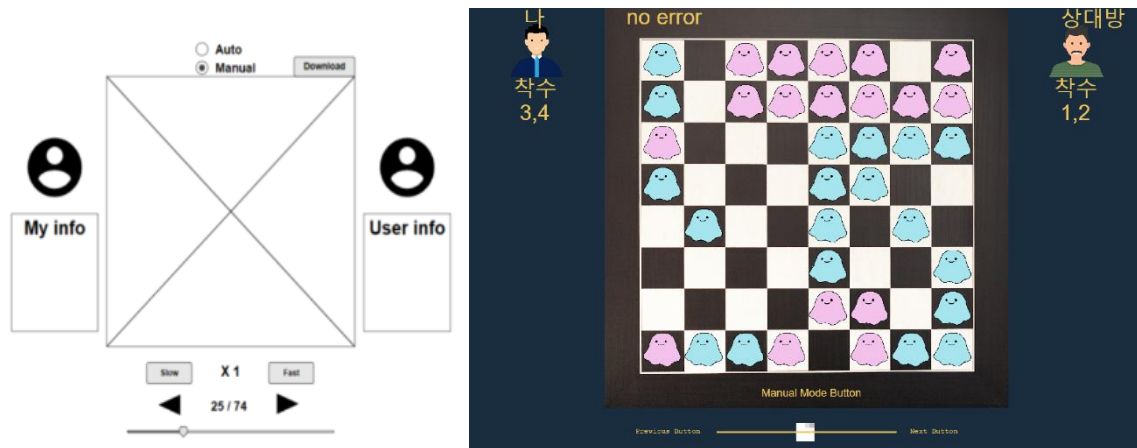 Auto
Manual
Download
My info
User info
Slow
X 1
Fast
25 / 74
나
no error
상대방
착수
3,4
착수
1,2
Manual Mode Button
Previous Button
Next Button